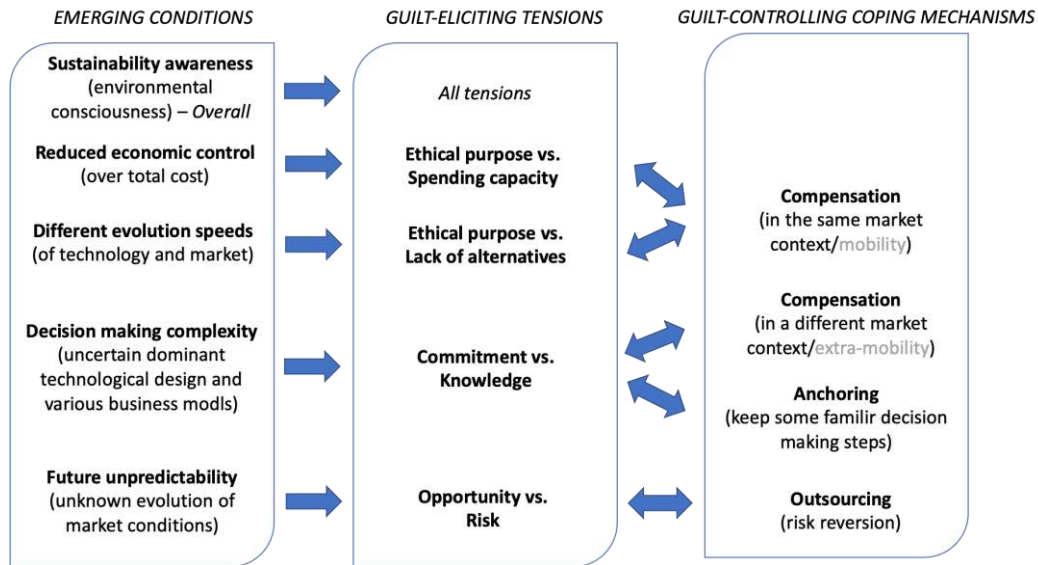 EMERGING CONDITIONS
GUILT-ELICITING TENSIONS
GUILT-CONTROLLING COPING MECHANISMS
Sustainability awareness
(environmental
consciousness) – Overall
Reduced economic control
(over total cost)
Different evolution speeds
(of technology and market)
Decision making complexity
(uncertain dominant
technological design and
various business modls)
Future unpredictability
(unknown evolution of
market conditions)
All tensions
Ethical purpose vs.
Spending capacity
Ethical purpose vs.
Lack of alternatives
Commitment vs.
Knowledge
Opportunity vs.
Risk
Compensation
(in the same market
context/mobility)
Compensation
(in a different market
context/extra-mobility)
Anchoring
(keep some familir decision
making steps)
Outsourcing
(risk reversion)